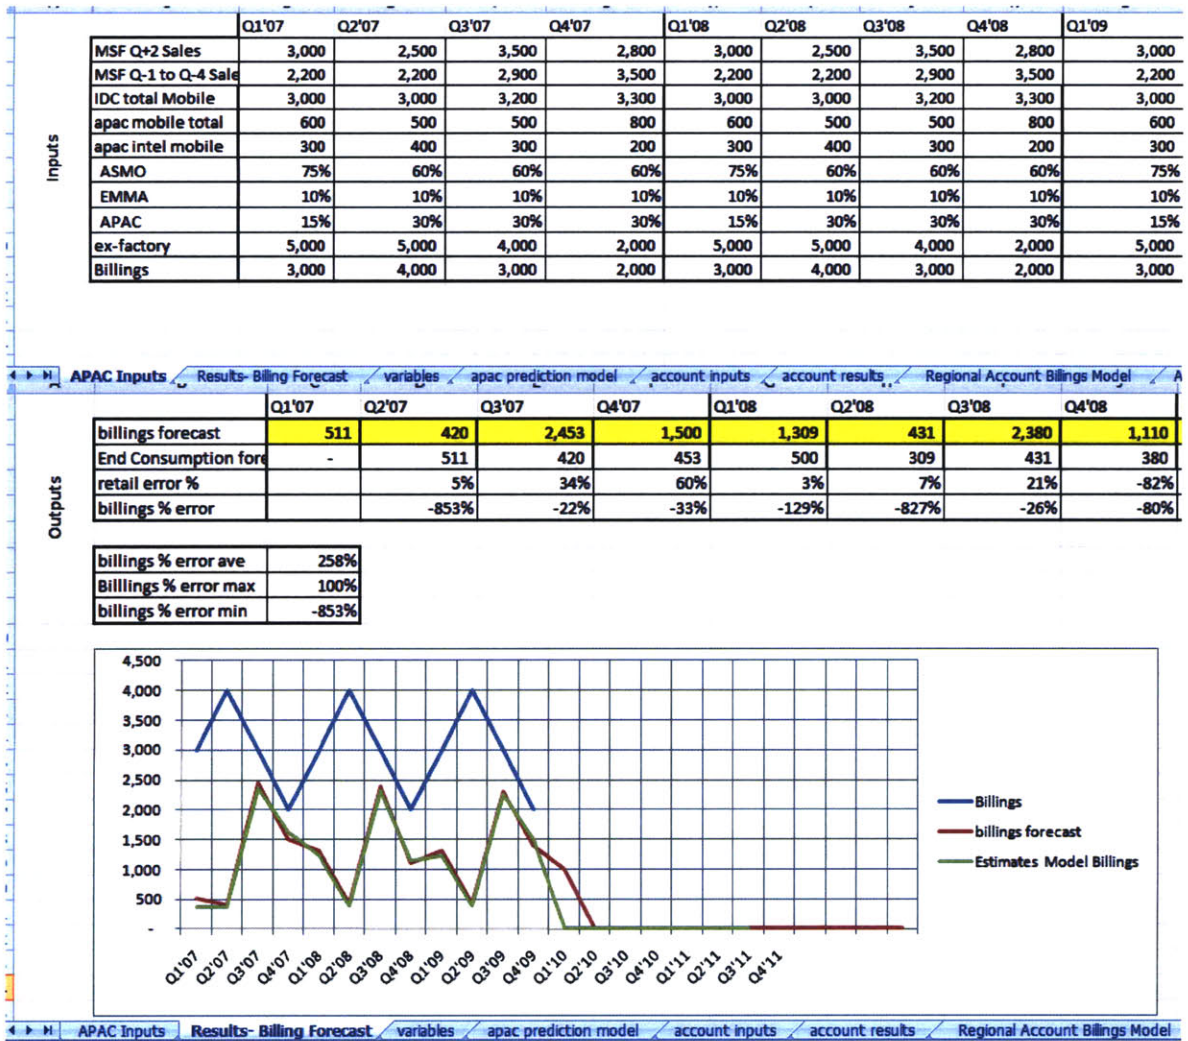 Q1'07 Q2'07 Q3'07 Q4'07 Q1'08 Q2'08 Q3'08 Q4'08 Q1'09
MSF Q+2 Sales 3,000 2,500 3,500 2,800 3,000 2,500 3,500 2,800 3,000
MSF Q-1 to Q-4 Sale 2,200 2,200 2,900 3,500 2,200 2,200 2,900 3,500 2,200
IDC total Mobile 3,000 3,000 3,200 3,300 3,000 3,000 3,200 3,300 3,000
apac mobile total 600 500 500 800 600 500 500 800 600
apac intel mobile 300 400 300 200 300 400 300 200 300
Inputs
ASMO 75% 60% 60% 60% 75% 60% 60% 60% 75%
EMMA 10% 10% 10% 10% 10% 10% 10% 10% 10%
APAC 15% 30% 30% 30% 15% 30% 30% 30% 15%
ex-factory 5,000 5,000 4,000 2,000 5,000 5,000 4,000 2,000 5,000
Billings 3,000 4,000 3,000 2,000 3,000 4,000 3,000 2,000 3,000
APAC Inputs Results- Billing Forecast variables apac prediction model account inputs account results Regional Account Billings Model A
Q1'07 Q2'07 Q3'07 Q4'07 Q1'08 Q2'08 Q3'08 Q4'08
billings forecast 511 420 2,453 1,500 1,309 431 2,380 1,110
End Consumption fore - 511 420 453 500 309 431 380
retail error % 5% 34% 60% 3% 7% 21% -82%
billings % error -853% -22% -33% -129% -827% -26% -80%
Outputs
billings % error ave 258%
Billlings % error max 100%
billings % error min -853%
4,500
4,000
3,500
3,000
2,500
2,000
1,500
1,000
500
-
Billings
billings forecast
Estimates Model Billings
Q1'07 Q2'07 Q3'07 Q4'07 Q1'08 Q2'08 Q3'08 Q4'08 Q1'09 Q2'09 Q3'09 Q4'09 Q1'10 Q2'10 Q3'10 Q4'10 Q1'11 Q2'11 Q3'11 Q4'11
APAC Inputs Results- Billing Forecast variables apac prediction model account inputs account results Regional Account Billings Model